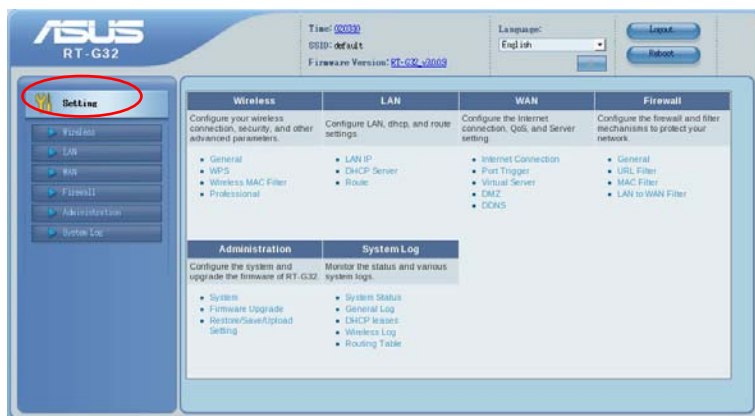 ASUS
RT-G32
Time: 020330
SSID: default
Firmware Version: RT-G32_v3.0.0.9
Language:
English
Logout
Reboot
Setting
Wireless
LAN
WAN
Firewall
Administration
System Log
Wireless
Configure your wireless
connection, security, and other
advanced parameters.
General
WPS
Wireless MAC Filter
Professional
LAN
Configure LAN, dhcp, and route
settings.
LAN IP
DHCP Server
Route
WAN
Configure the Internet
connection, QoS, and Server
setting.
Internet Connection
Port Trigger
Virtual Server
DMZ
DDNS
Firewall
Configure the firewall and filter
mechanisms to protect your
network.
General
URL Filter
MAC Filter
LAN to WAN Filter
Administration
Configure the system and
upgrade the firmware of RT-G32.
System
Firmware Upgrade
Restore/Save/Upload
Setting
System Log
Monitor the status and various
system logs.
System Status
General Log
DHCP leases
Wireless Log
Routing Table